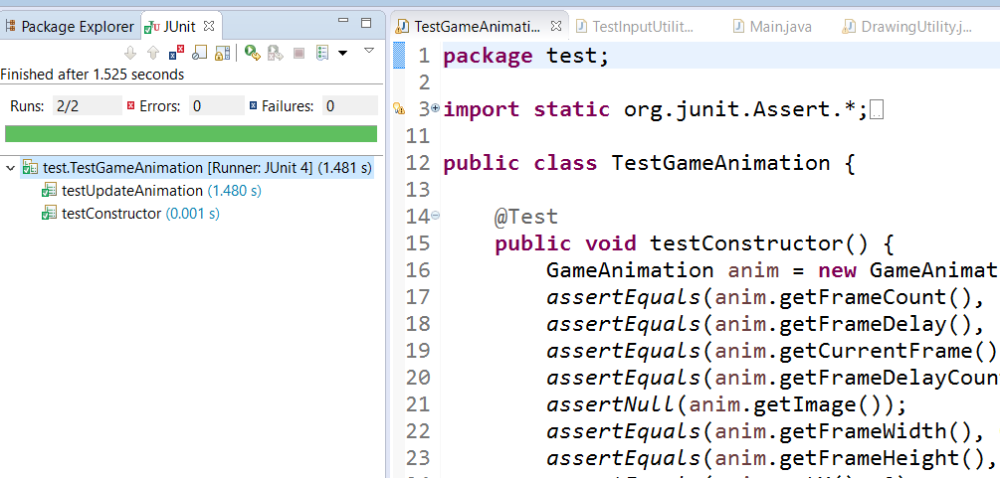 Package Explorer
JUnit
Finished after 1.525 seconds
Runs: 2/2
Errors: 0
Failures: 0
test.TestGameAnimation [Runner: JUnit 4] (1.481 s)
testUpdateAnimation (1.480 s)
testConstructor (0.001 s)
TestGameAnimati...
TestInputUtilit...
Main.java
DrawingUtility.j...
1 package test;
2
3 import static org.junit.Assert.*;
11
12 public class TestGameAnimation {
13
14 @Test
15 public void testConstructor() {
16 GameAnimation anim = new GameAnimat
17 assertEquals(anim.getFrameCount(),
18 assertEquals(anim.getFrameDelay(),
19 assertEquals(anim.getCurrentFrame()
20 assertEquals(anim.getFrameDelayCoun
21 assertNull(anim.getImage());
22 assertEquals(anim.getFrameWidth(),
23 assertEquals(anim.getFrameHeight(),